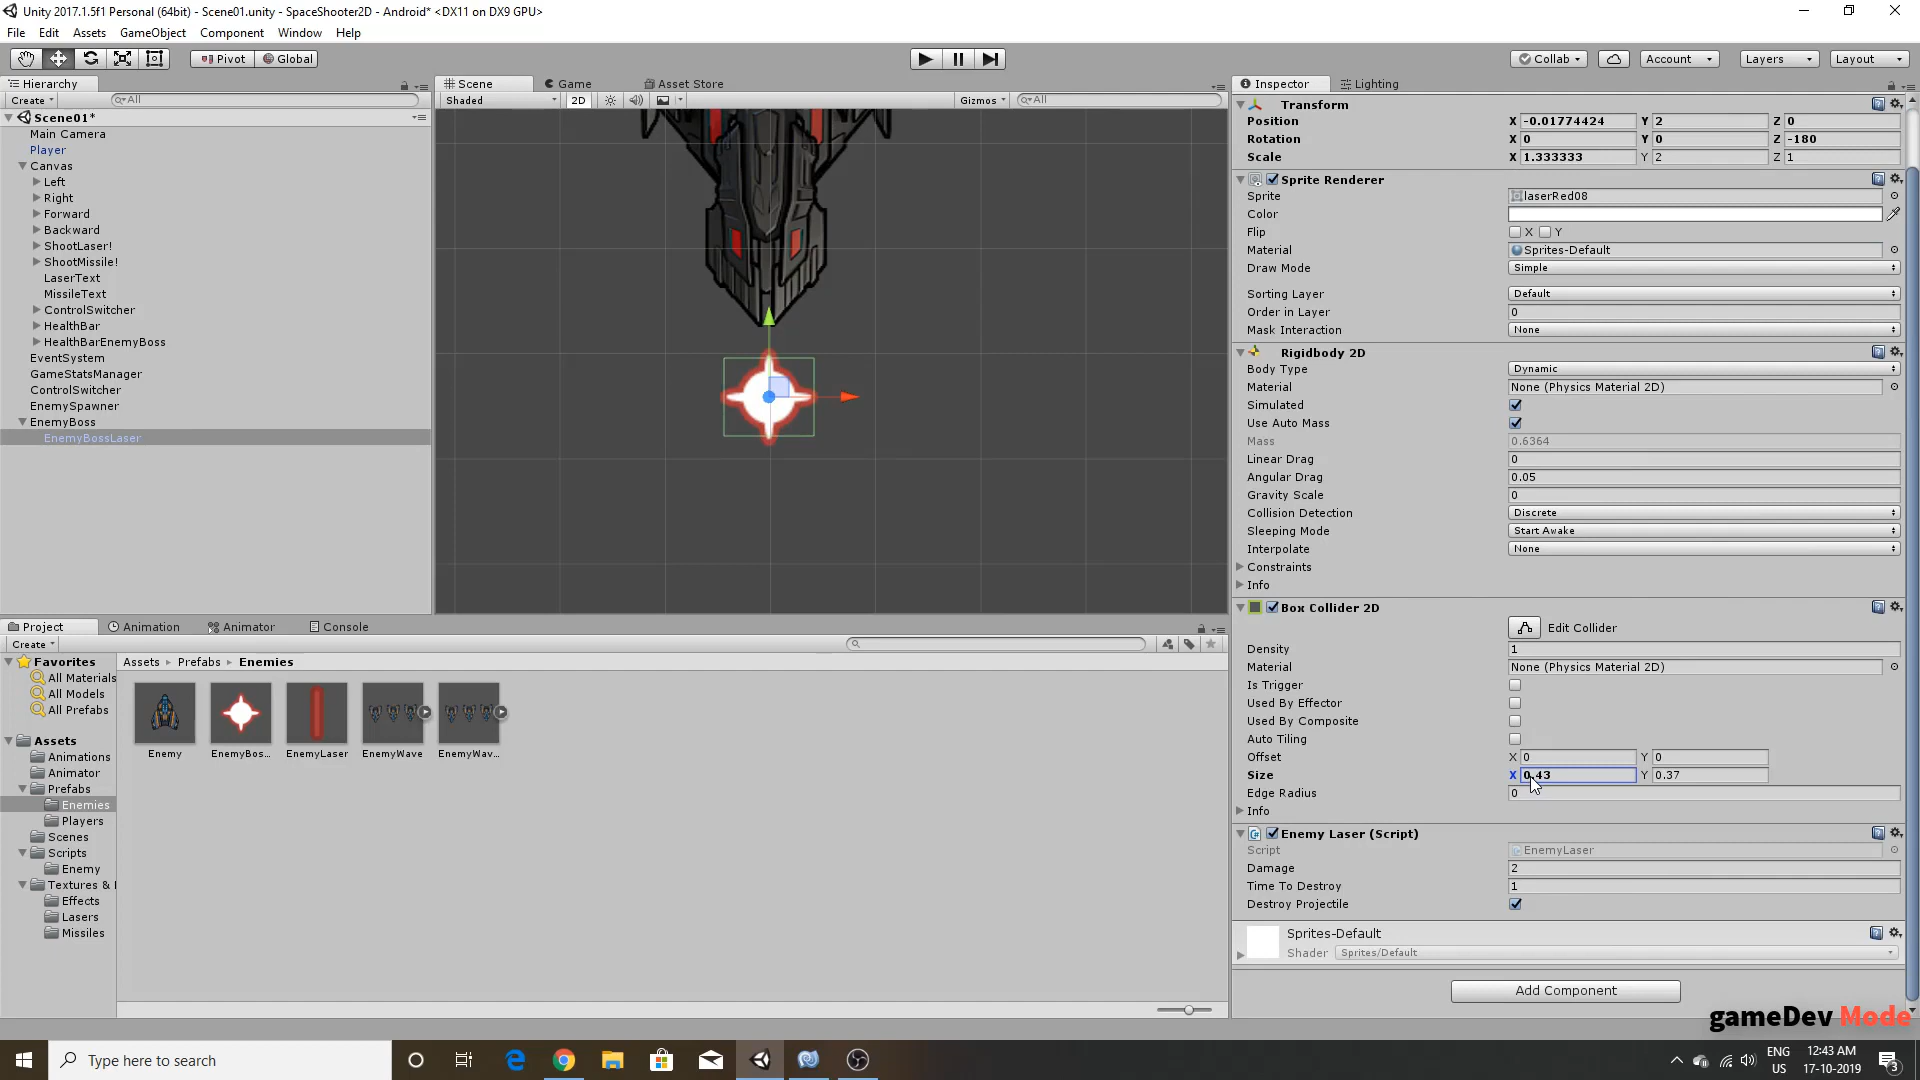 Unity 2017.1.5f1 Personal (64bit) - Scene01.unity - SpaceShooter2D - Android* <DX11 on DX9 GPU>
File Edit Assets GameObject Component Window Help
Pivot Global Collab Account Layers Layout
Hierarchy
Create All
Scene01*
Main Camera
Player
Canvas
Left
Right
Forward
Backward
ShootLaser!
ShootMissile!
LaserText
MissileText
ControlSwitcher
HealthBar
HealthBarEnemyBoss
EventSystem
GameStatsManager
ControlSwitcher
EnemySpawner
EnemyBoss
EnemyBossLaser
Scene Game Asset Store
Shaded 2D Gizmos All
Inspector Lighting
Transform
Position X -0.01774424 Y 2 Z 0
Rotation X 0 Y 0 Z -180
Scale X 1.333333 Y 2 Z 1
Sprite Renderer
Sprite laserRed08
Color
Flip X Y
Material Sprites-Default
Draw Mode Simple
Sorting Layer Default
Order in Layer 0
Mask Interaction None
Rigidbody 2D
Body Type Dynamic
Material None (Physics Material 2D)
Simulated
Use Auto Mass
Mass 0.6364
Linear Drag 0
Angular Drag 0.05
Gravity Scale 0
Collision Detection Discrete
Sleeping Mode Start Awake
Interpolate None
Constraints
Info
Box Collider 2D
Edit Collider
Density 1
Material None (Physics Material 2D)
Is Trigger
Used By Effector
Used By Composite
Auto Tiling
Offset X 0 Y 0
Size X 0.43 Y 0.37
Edge Radius 0
Info
Enemy Laser (Script)
Script EnemyLaser
Damage 2
Time To Destroy 1
Destroy Projectile
Sprites-Default
Shader Sprites/Default
Add Component
Project Animation Animator Console
Create
Favorites
All Materials
All Models
All Prefabs
Assets
Animations
Animator
Prefabs
Enemies
Players
Scenes
Scripts
Enemy
Textures &
Effects
Lasers
Missiles
Assets Prefabs Enemies
Enemy EnemyBos... EnemyLaser EnemyWave EnemyWav...
gameDev Mode
Type here to search
ENG
US
12:43 AM
17-10-2019
3